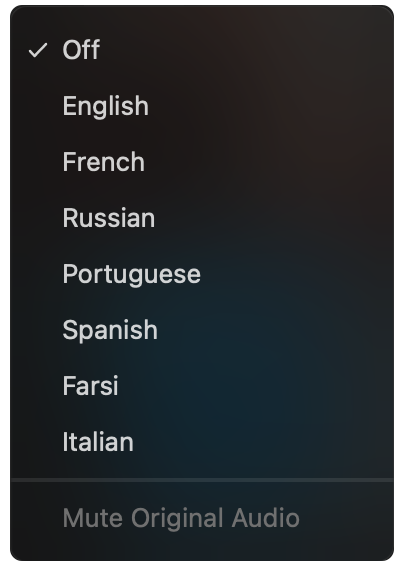 Off
English
French
Russian
Portuguese
Spanish
Farsi
Italian
Mute Original Audio